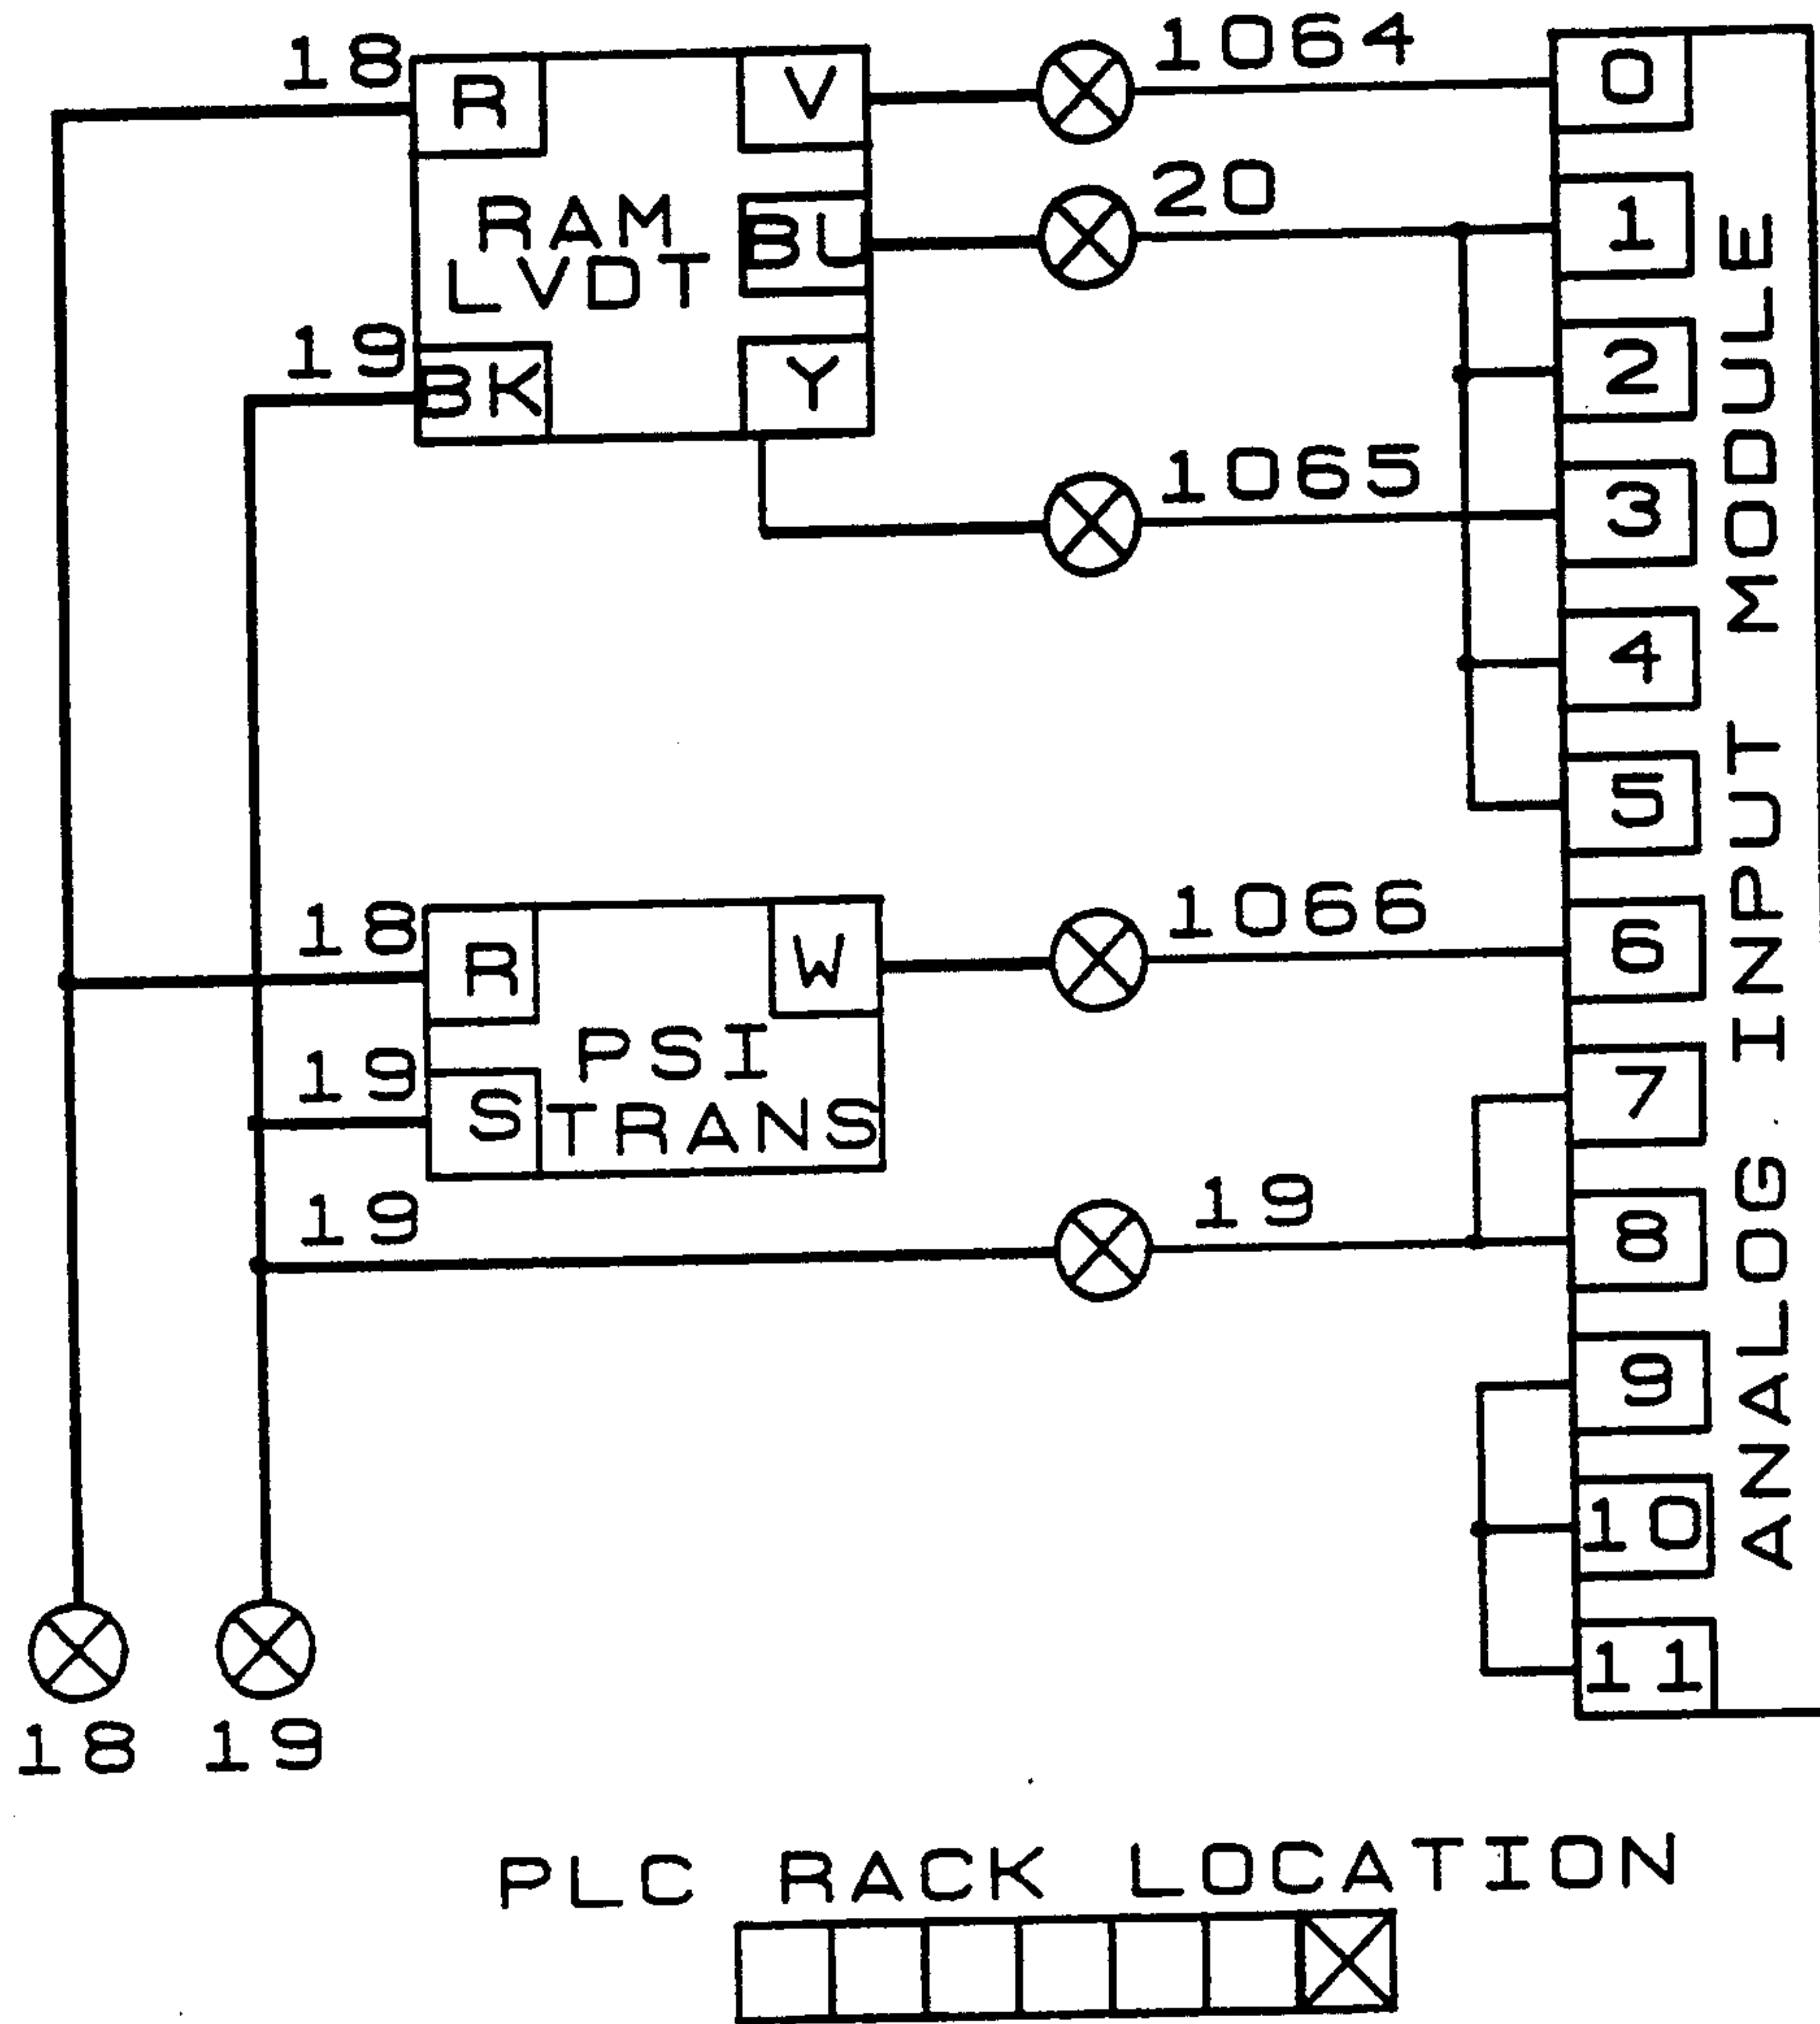 18
R
V
1064
0
RAM
LVDT
BU
20
1
19
BK
Y
2
1065
3
4
5
18
R
W
1066
6
PSI
TRANS
19
S
7
19
19
8
9
10
11
ANALOG INPUT MODULE
18
19
PLC RACK LOCATION